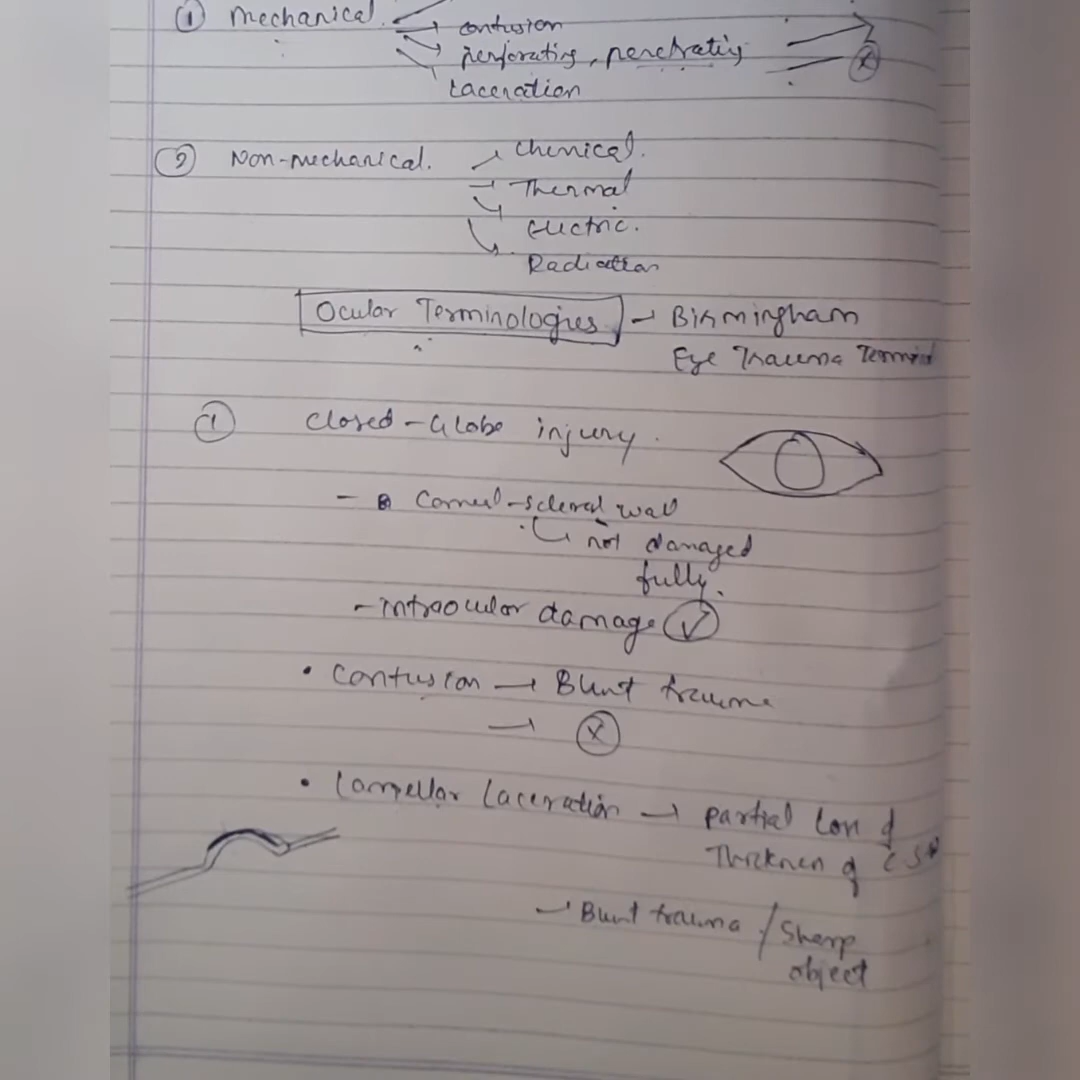 ① Mechanical.
→ contusion
→ perforating, penetrating
Laceration
② Non-mechanical. → Chemical.
→ Thermal
Electric.
Radiation
Ocular Terminologies → Birmingham
Eye Trauma
① Closed-Globe injury.
- Corneal-scleral wall
↳ not damaged
fully.
- intraocular damage ✓
• Contusion → Blunt trauma
→ ⓧ
• Lamellar Laceration → partial loss of
Thickness of CSW
→ Blunt trauma / Sharp
object